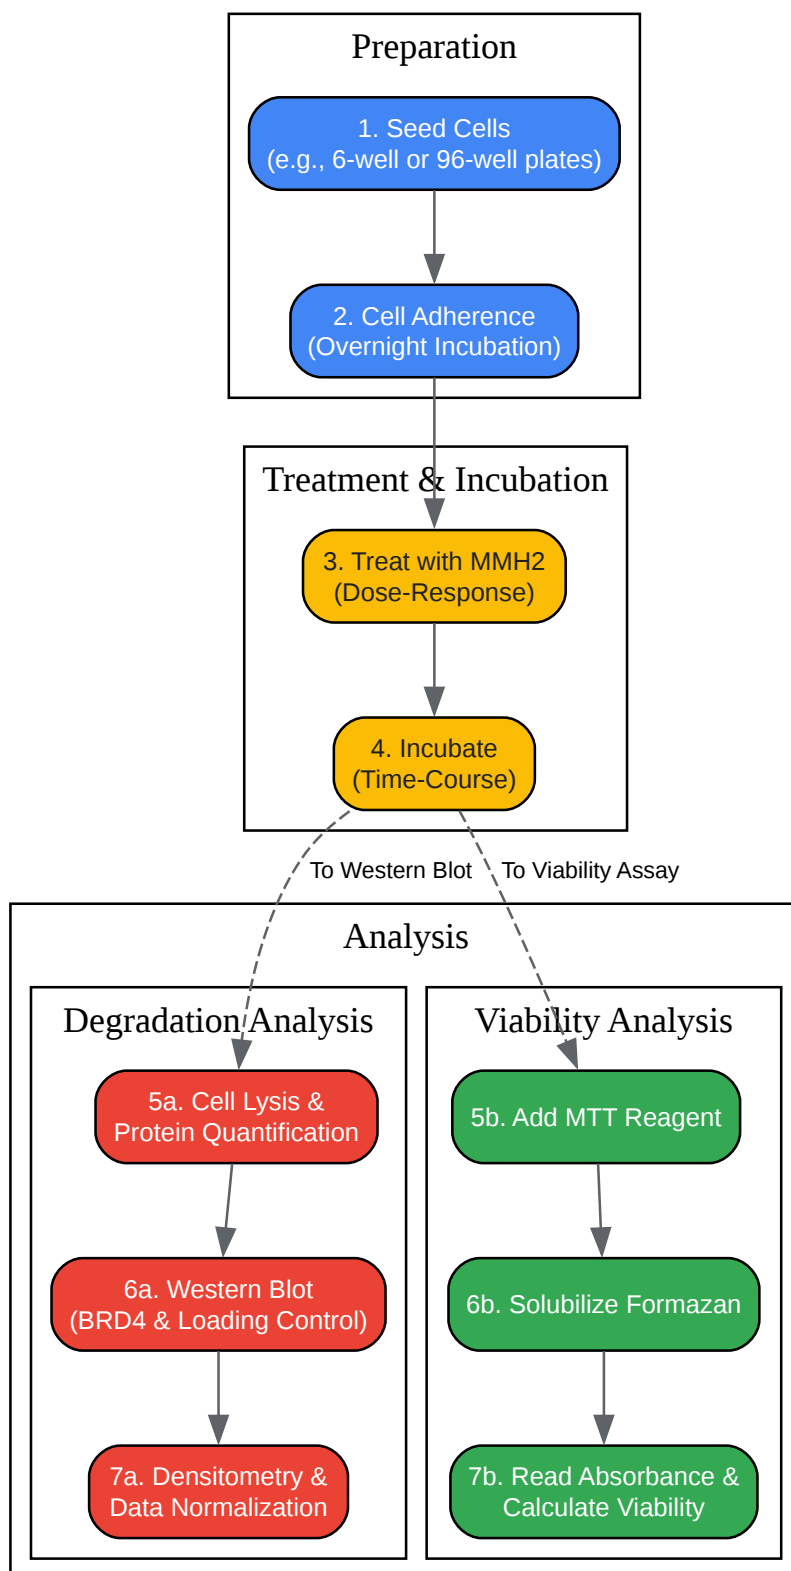 Preparation
1. Seed Cells
(e.g., 6-well or 96-well plates)
2. Cell Adherence
(Overnight Incubation)
Treatment & Incubation
3. Treat with MMH2
(Dose-Response)
4. Incubate
(Time-Course)
To Western Blot
To Viability Assay
Analysis
Degradation Analysis
5a. Cell Lysis &
Protein Quantification
6a. Western Blot
(BRD4 & Loading Control)
7a. Densitometry &
Data Normalization
Viability Analysis
5b. Add MTT Reagent
6b. Solubilize Formazan
7b. Read Absorbance &
Calculate Viability